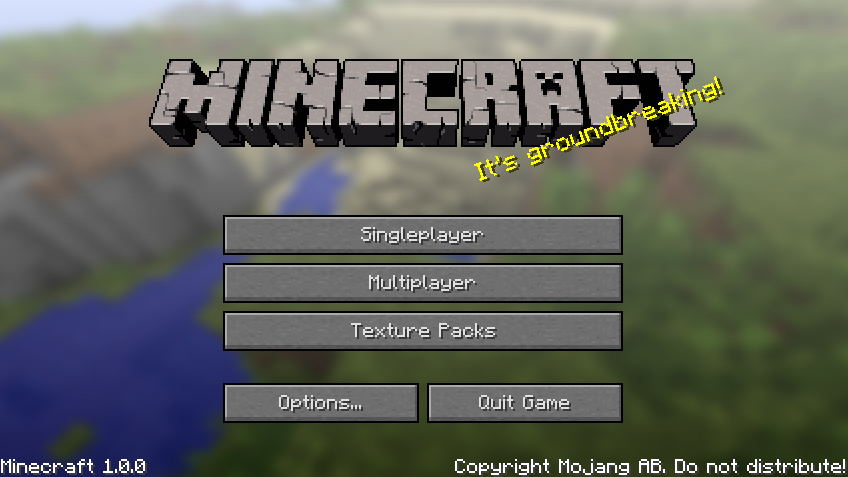 MINECRAFT
It's groundbreaking!
Singleplayer
Multiplayer
Texture Packs
Options...
Quit Game
Minecraft 1.0.0
Copyright Mojang AB. Do not distribute!